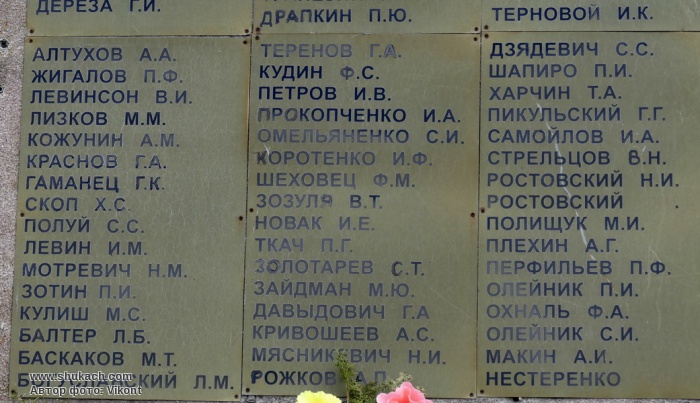 ДЕРЕЗА Г.И.
АЛТУХОВ А.А.
ЖИГАЛОВ П.Ф.
ЛЕВИНСОН В.И.
ЛИЗКОВ М.М.
КОЖУНИН А.М.
КРАСНОВ Г.А.
ГАМАНЕЦ Г.К.
СКОП Х.С.
ПОЛУЙ С.С.
ЛЕВИН И.М.
МОТРЕВИЧ Н.М.
ЗОТИН П.И.
КУЛИШ М.С.
БАЛТЕР Л.Б.
БАСКАКОВ М.Т.
Л.М.
ДРАПКИН П.Ю.
ТЕРЕНОВ Г.А.
КУДИН Ф.С.
ПЕТРОВ И.В.
ПРОКОПЧЕНКО И.А.
ОМЕЛЬЯНЕНКО С.И.
КОРОТЕНКО И.Ф.
ШЕХОВЕЦ Ф.М.
ЗОЗУЛЯ В.Т.
НОВАК И.Е.
ТКАЧ П.Г.
ЗОЛОТАРЕВ С.Т.
ЗАЙДМАН М.Ю.
ДАВЫДОВИЧ Г.А
КРИВОШЕЕВ А.С.
МЯСНИКЕВИЧ Н.И.
РОЖКОВ
ТЕРНОВОЙ И.К.
ДЗЯДЕВИЧ С.С.
ШАПИРО П.И.
ХАРЧИН Т.А.
ПИКУЛЬСКИЙ Г.Г.
САМОЙЛОВ И.А.
СТРЕЛЬЦОВ В.Н.
РОСТОВСКИЙ Н.И.
РОСТОВСКИЙ
ПОЛИЩУК М.И.
ПЛЕХИН А.Г.
ПЕРФИЛЬЕВ П.Ф.
ОЛЕЙНИК П.И.
ОХНАЛЬ Ф.А.
ОЛЕЙНИК С.И.
МАКИН А.И.
НЕСТЕРЕНКО
www.shukach.com
Автор фото: Vikont